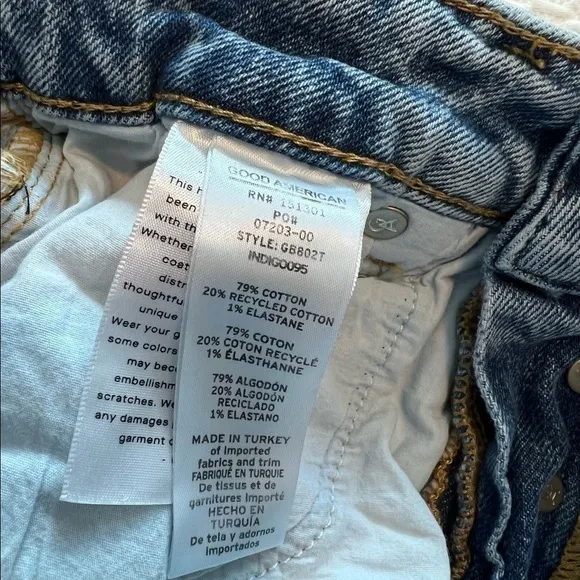 This
been
with th
Whether
coat
distr
thoughtfu
unique
Wear your g
some colors
may beco
embellishm
scratches. We
any damages
garment
GOOD AMERICAN
RN# 151301
PO#
07203-00
STYLE: GB802T
INDIGO095
79% COTTON
20% RECYCLED COTTON
1% ELASTANE
79% COTON
20% COTON RECYCLÉ
1% ÉLASTHANNE
79% ALGODÓN
20% ALGODÓN
RECICLADO
1% ELASTANO
MADE IN TURKEY
of imported
fabrics and trim
FABRIQUÉ EN TURQUIE
De tissus et de
garnitures importé
HECHO EN
TURQUÍA
De tela y adornos
importados